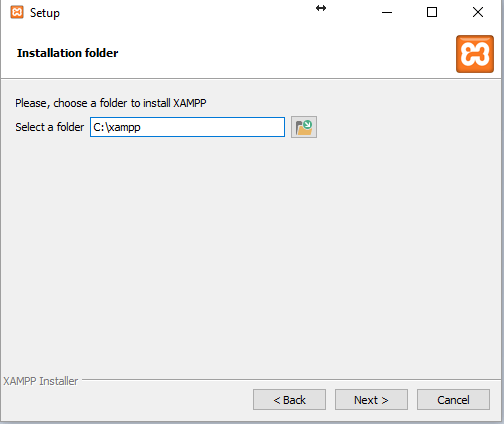 Setup
Installation folder
Please, choose a folder to install XAMPP
Select a folder C:\xampp
XAMPP Installer
< Back Next > Cancel